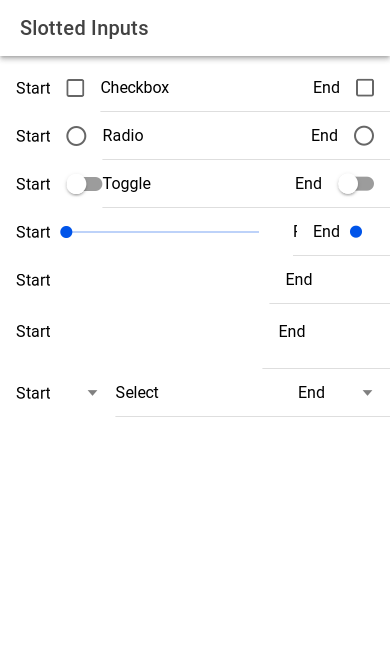 Slotted Inputs
Start Checkbox End
Start Radio End
Start Toggle End
Start End
Start End
Start End
Start Select End